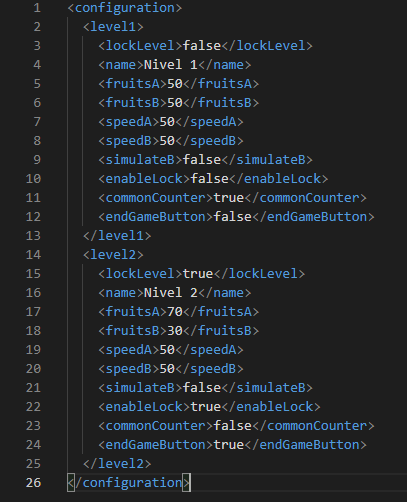 1 <configuration>
2 <level1>
3 <lockLevel>false</lockLevel>
4 <name>Nivel 1</name>
5 <fruitsA>50</fruitsA>
6 <fruitsB>50</fruitsB>
7 <speedA>50</speedA>
8 <speedB>50</speedB>
9 <simulateB>false</simulateB>
10 <enableLock>false</enableLock>
11 <commonCounter>true</commonCounter>
12 <endGameButton>false</endGameButton>
13 </level1>
14 <level2>
15 <lockLevel>true</lockLevel>
16 <name>Nivel 2</name>
17 <fruitsA>70</fruitsA>
18 <fruitsB>30</fruitsB>
19 <speedA>50</speedA>
20 <speedB>50</speedB>
21 <simulateB>false</simulateB>
22 <enableLock>true</enableLock>
23 <commonCounter>false</commonCounter>
24 <endGameButton>true</endGameButton>
25 </level2>
26 </configuration>